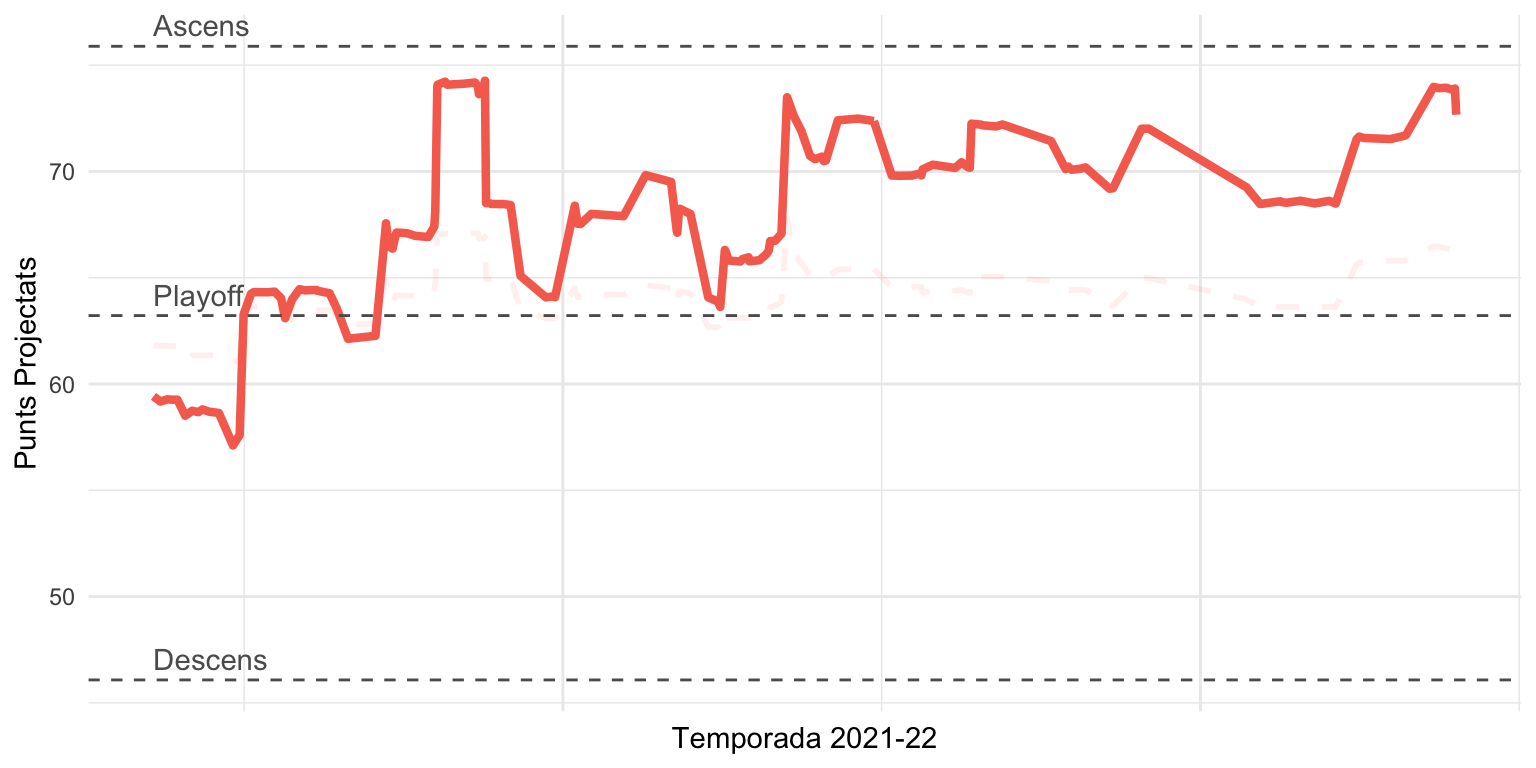 Ascens
70
Playoff
60
50
Descens
Punts Projectats
Temporada 2021-22